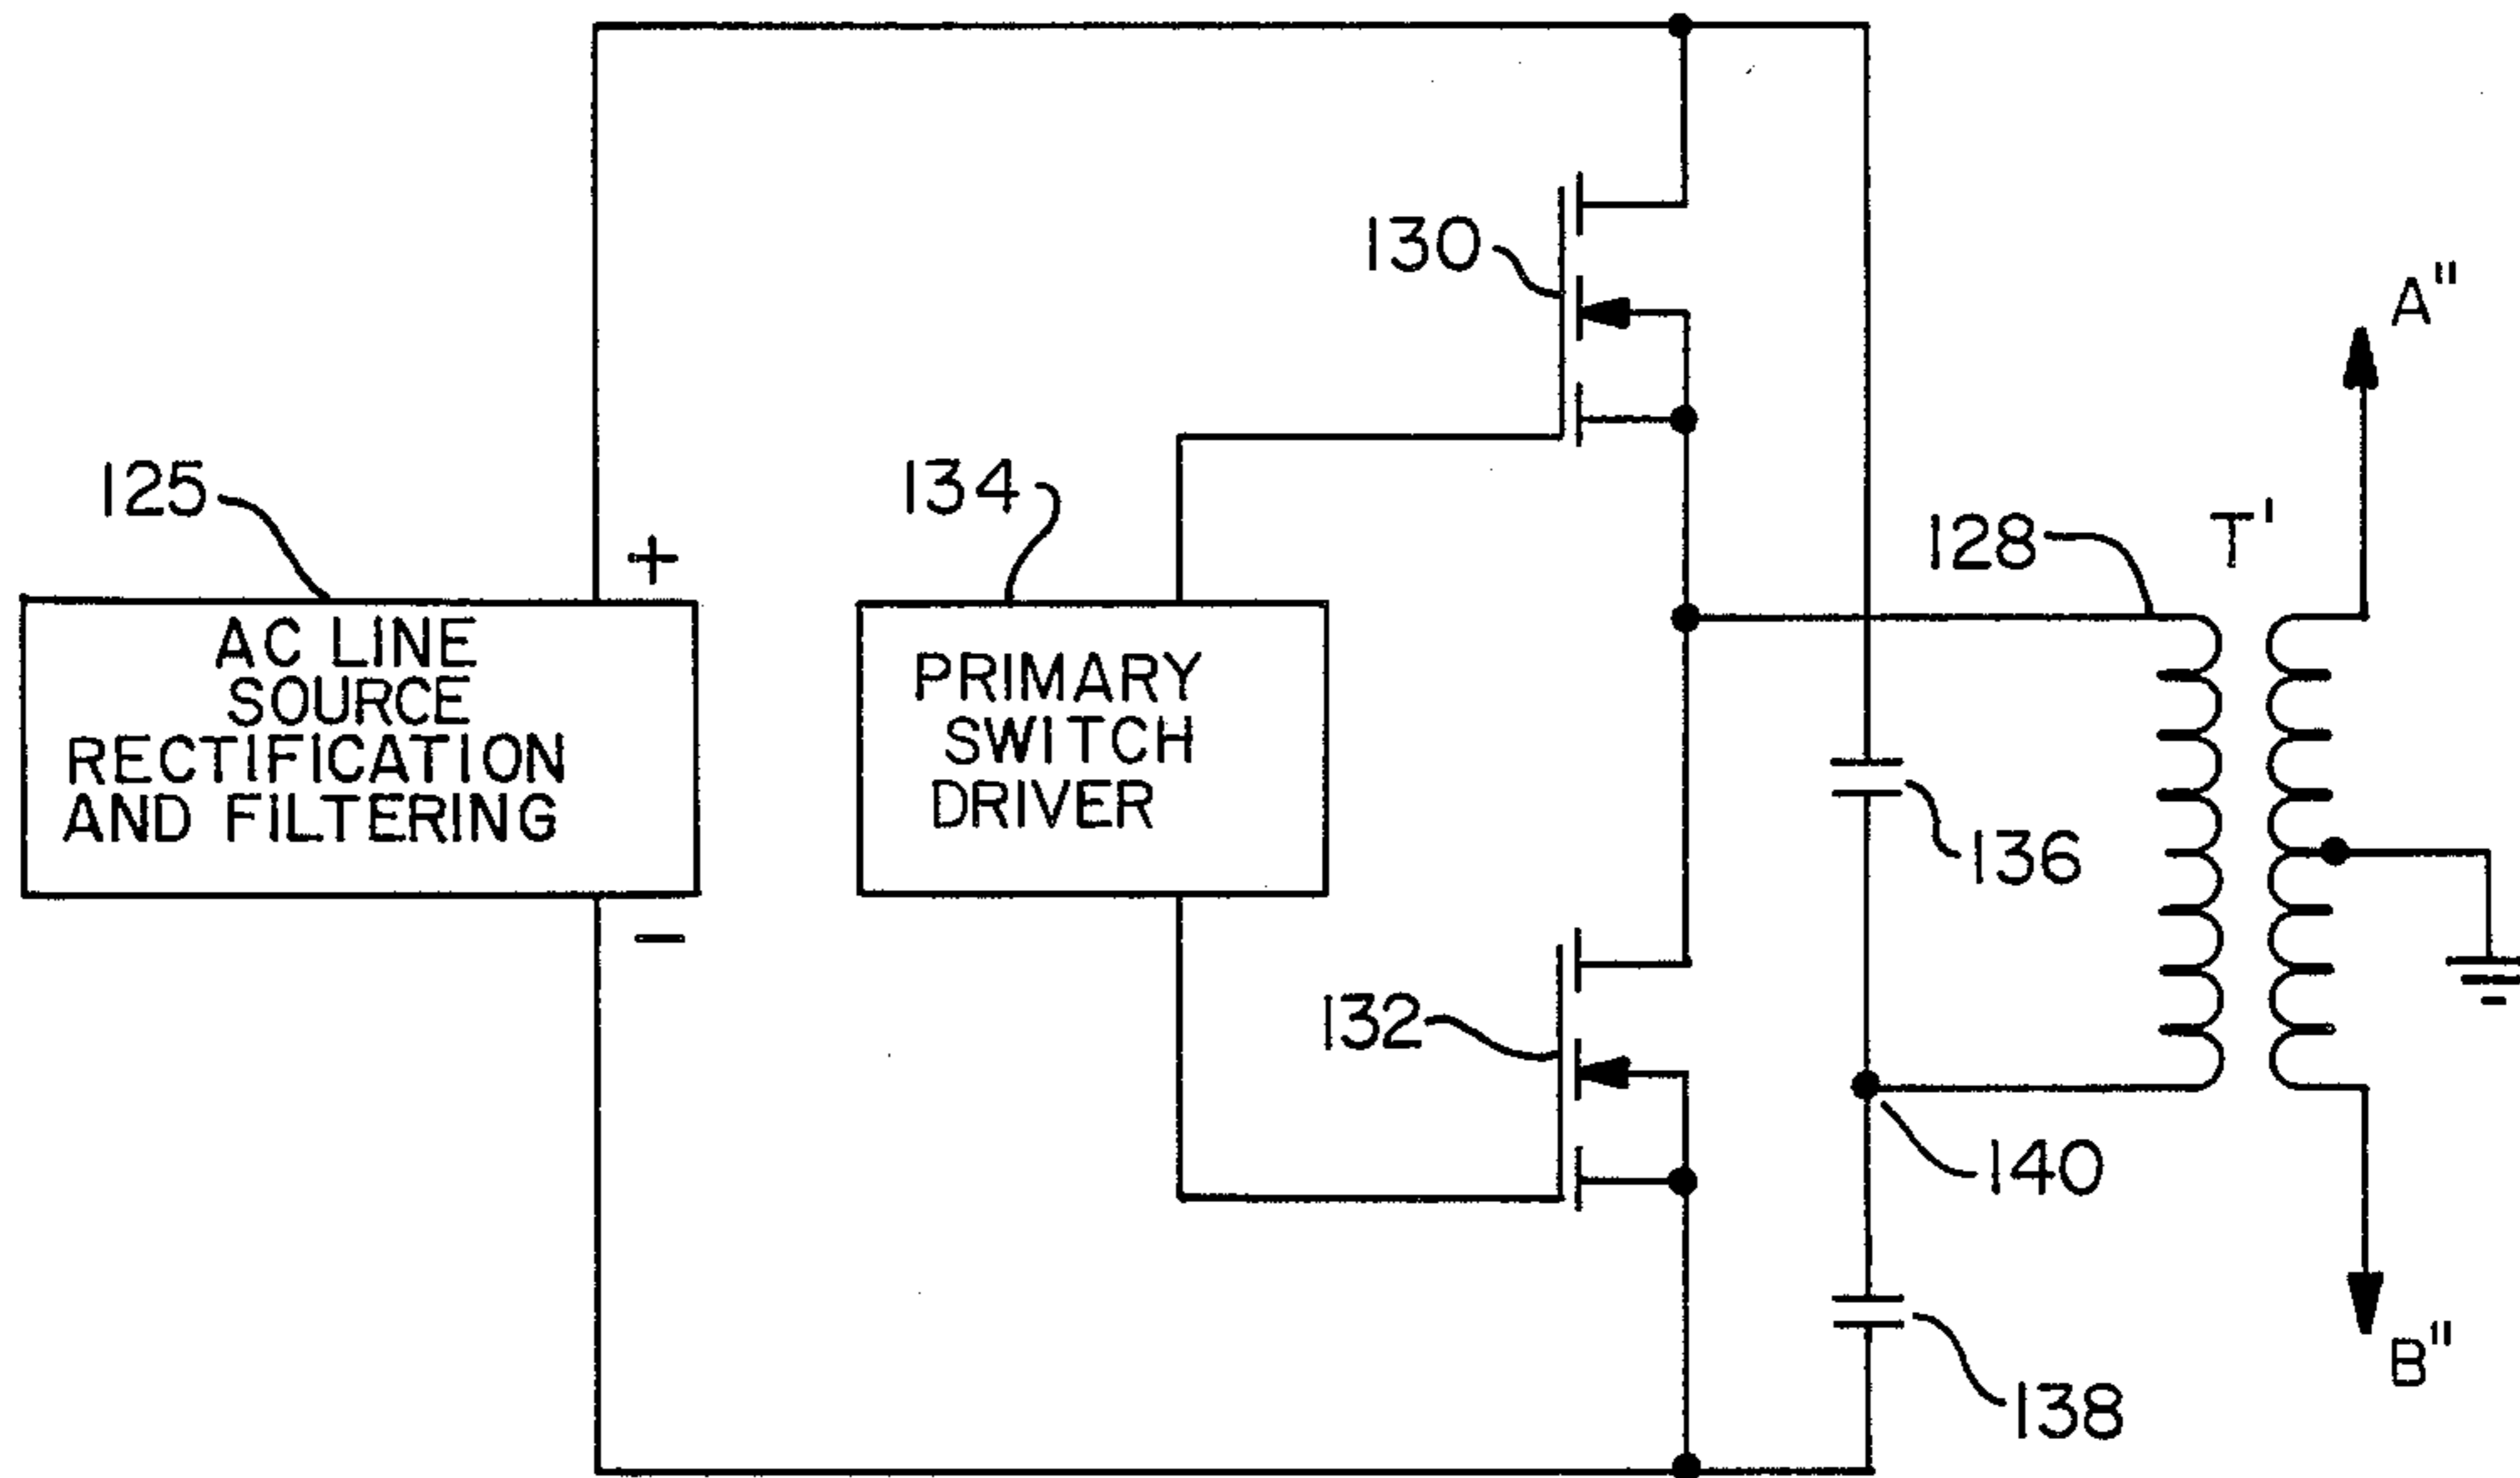 130
A"
125
134
128
T'
+
AC LINE
SOURCE
RECTIFICATION
AND FILTERING
PRIMARY
SWITCH
DRIVER
136
−
132
140
B"
138